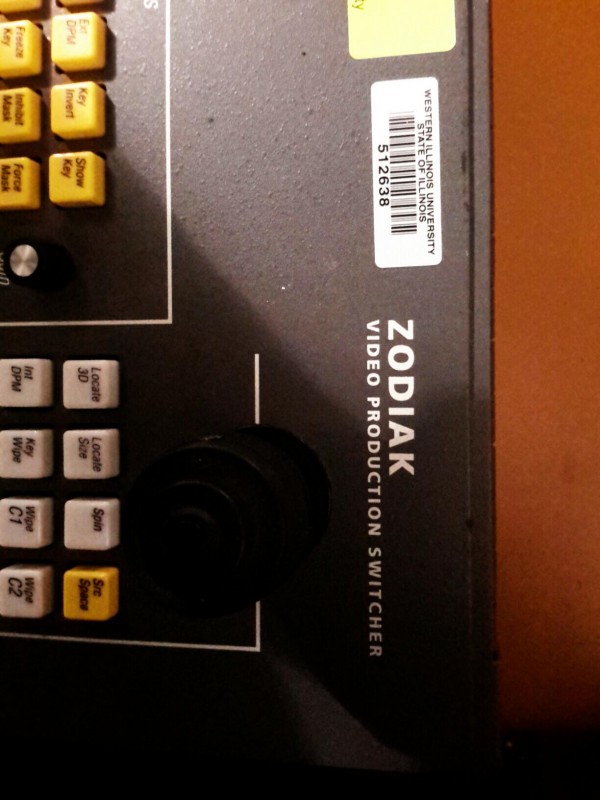 WESTERN ILLINOIS UNIVERSITY
STATE OF ILLINOIS
512638
ZODIAK
VIDEO PRODUCTION SWITCHER
Ext
DPM
Key
Invert
Show
Key
Freeze
Key
Inhibit
Mask
Force
Mask
Locate
3D
Locate
Size
Spin
Src
Space
Int
DPM
Key
Wipe
Wipe
C1
Wipe
C2